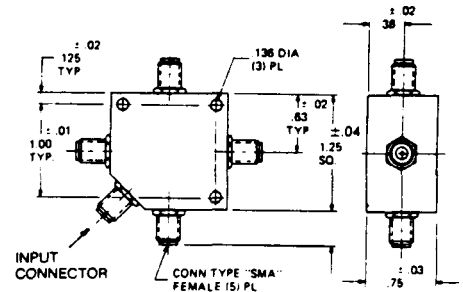 ± .02
.125
TYP
.136 DIA
(3) PL
± .02
.38
± .02
.63
TYP
± .01
1.00
TYP.
± .04
1.25
SQ.
INPUT
CONNECTOR
CONN TYPE "SMA"
FEMALE (5) PL
± .03
.75